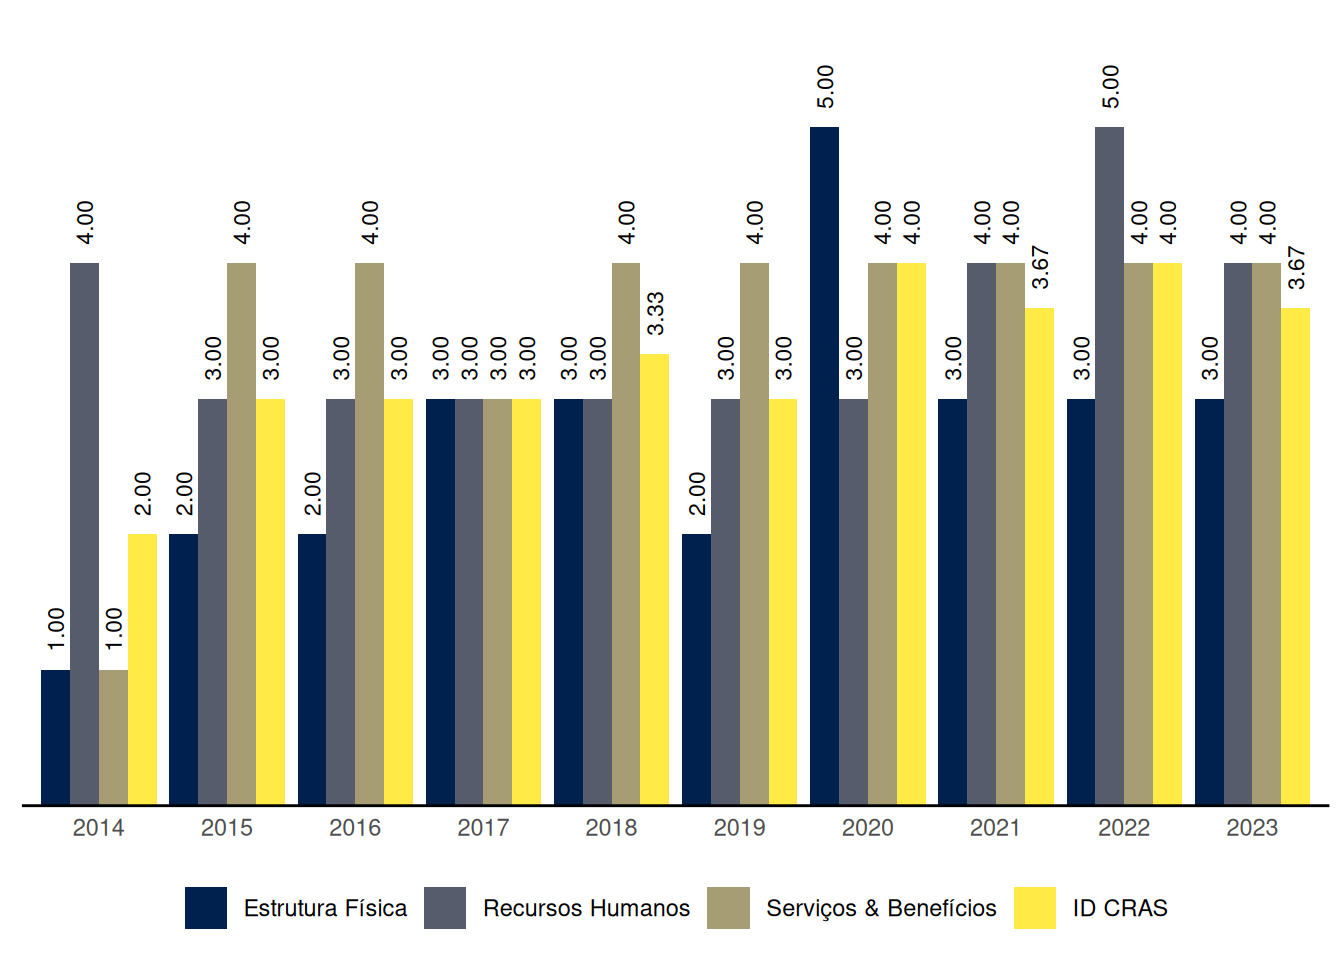 5.00 5.00
4.00 4.00 4.00 4.00 4.00 4.00 4.00 4.00 4.00 4.00 4.00 4.00 4.00
3.67 3.67
3.33
3.00 3.00 3.00 3.00 3.00 3.00 3.00 3.00 3.00 3.00 3.00 3.00 3.00 3.00 3.00 3.00
2.00 2.00 2.00 2.00
1.00 1.00
2014 2015 2016 2017 2018 2019 2020 2021 2022 2023
Estrutura Física Recursos Humanos Serviços & Benefícios ID CRAS